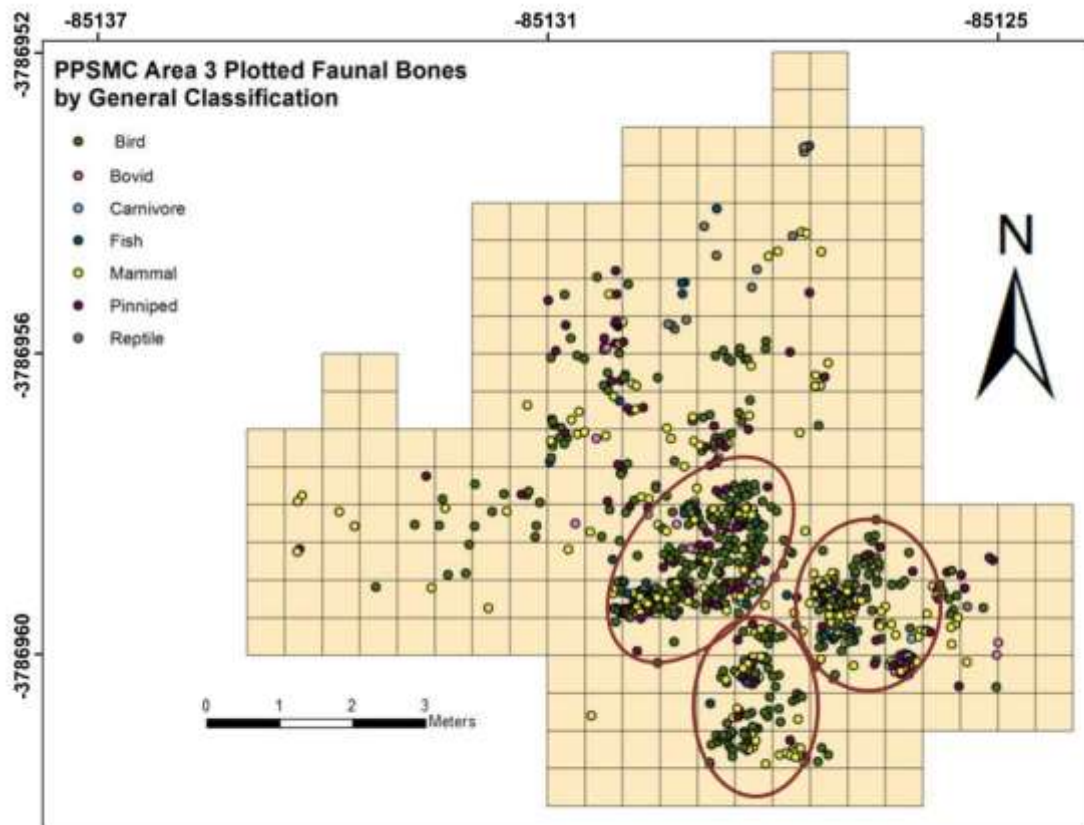 -85137
-85131
-85125
-3786952
PPSMC Area 3 Plotted Faunal Bones
by General Classification
Bird
Bovid
Carnivore
Fish
Mammal
Pinniped
Reptile
N
-3786956
-3786960
0 1 2 3
Meters